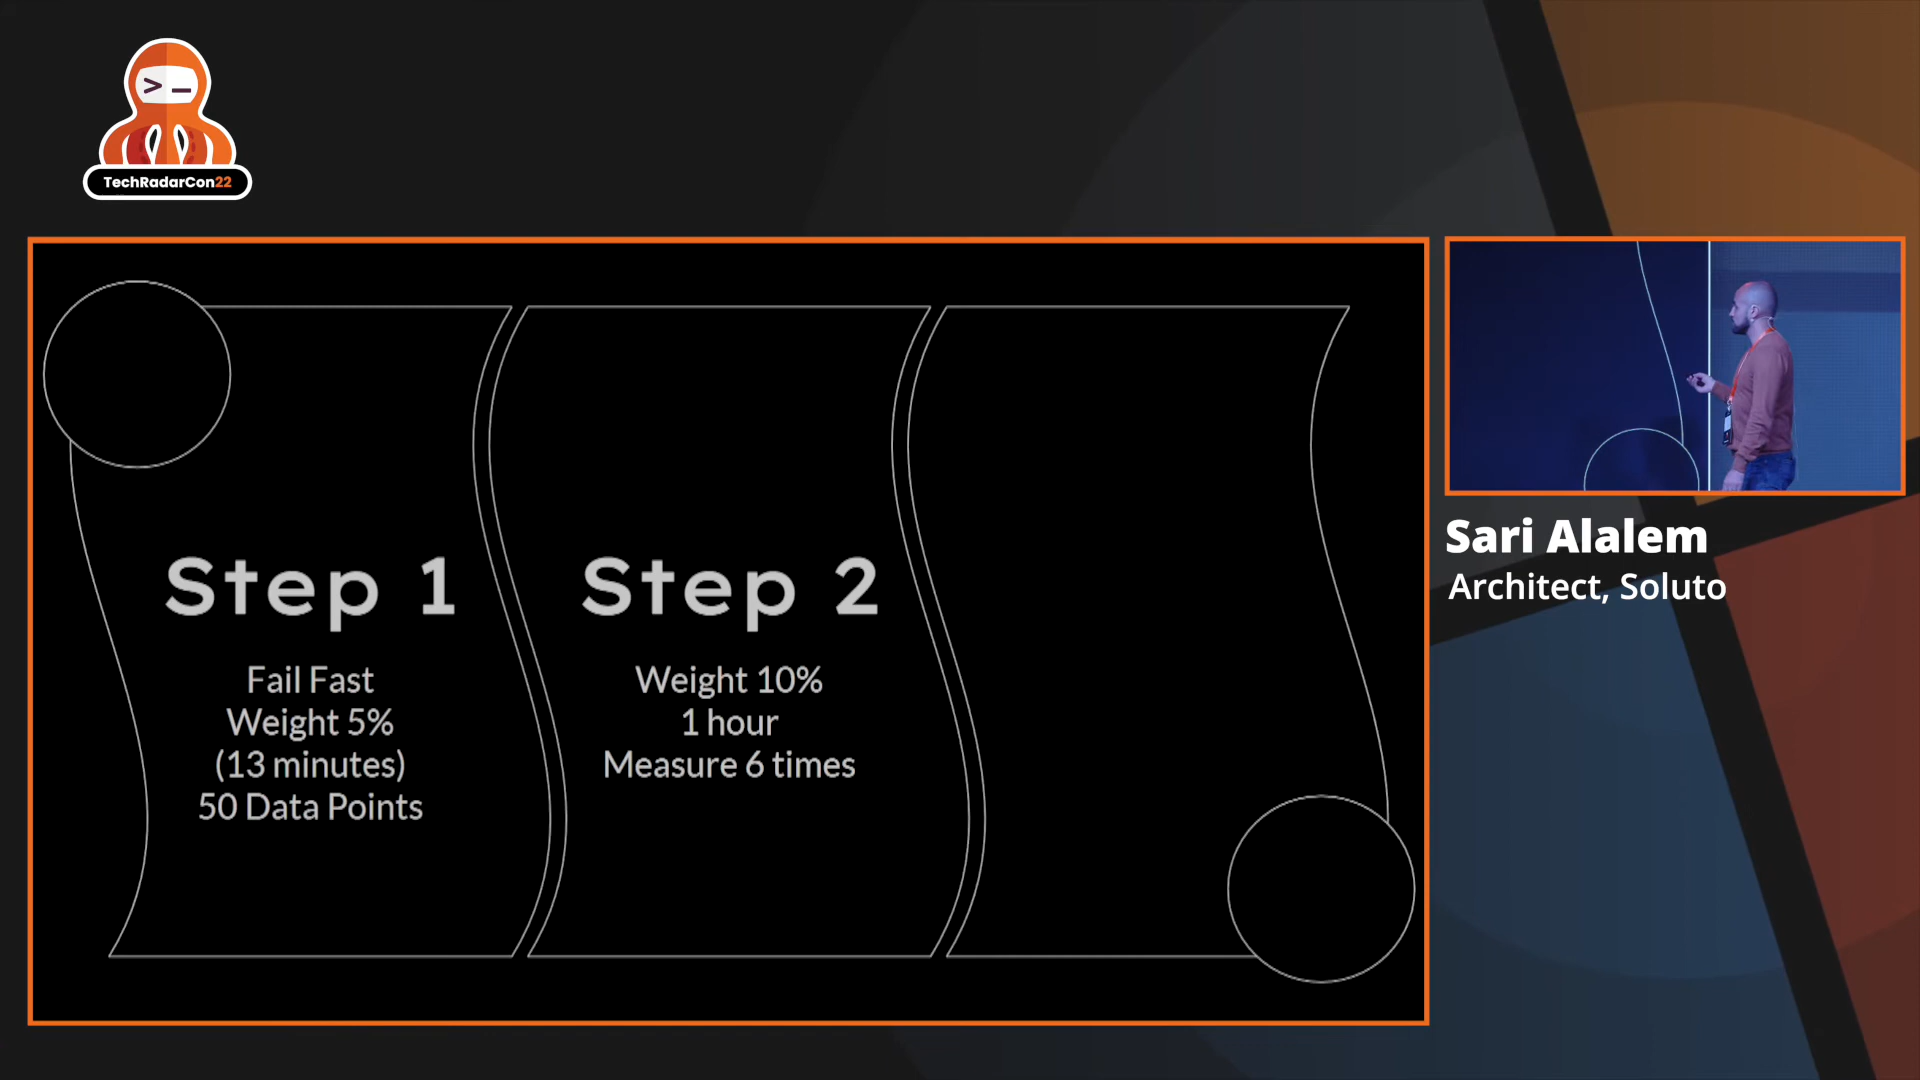 >_
TechRadarCon22
Step 1
Fail Fast
Weight 5%
(13 minutes)
50 Data Points
Step 2
Weight 10%
1 hour
Measure 6 times
Sari Alalem
Architect, Soluto